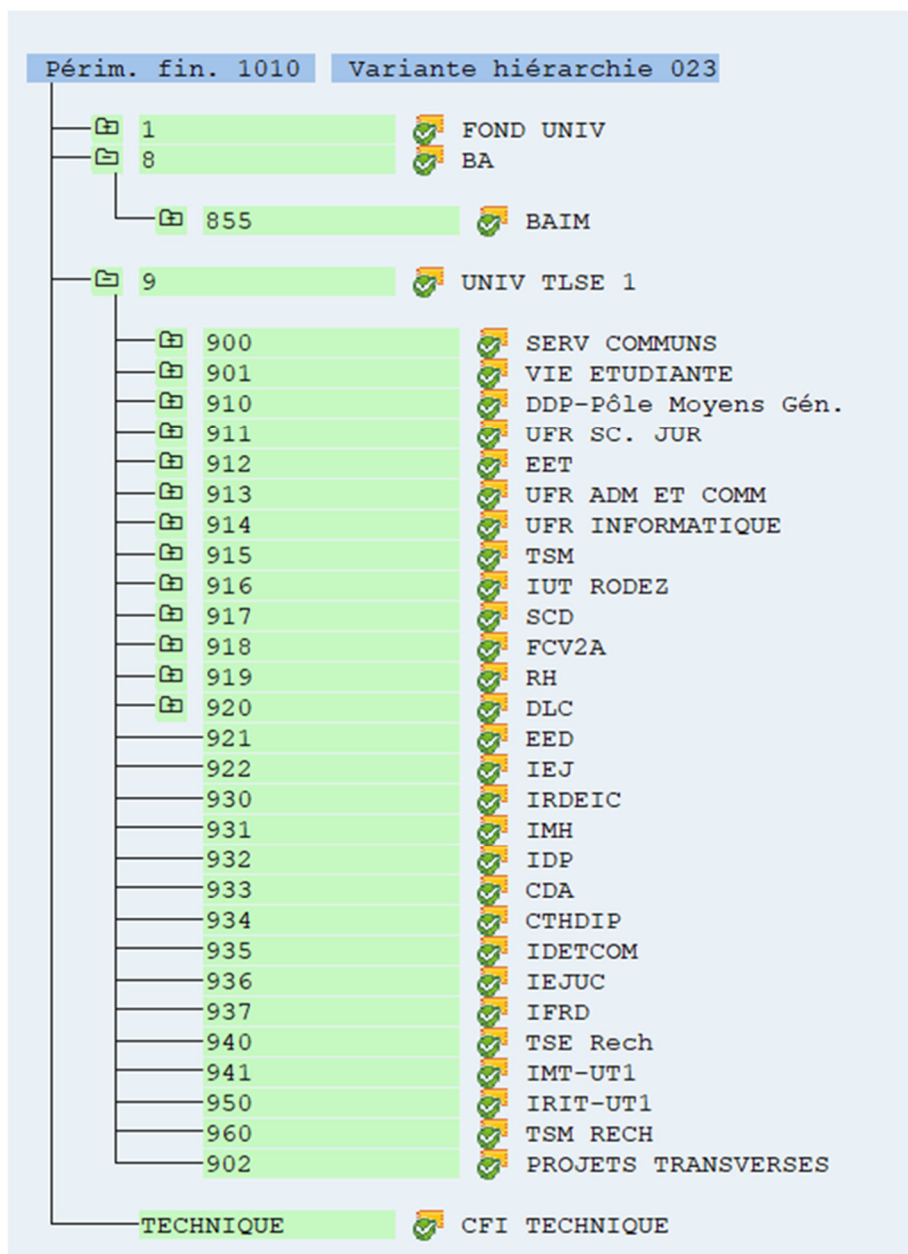 Périm. fin. 1010 Variante hiérarchie 023
1 FOND UNIV
8 BA
855 BAIM
9 UNIV TLSE 1
900 SERV COMMUNS
901 VIE ETUDIANTE
910 DDP-Pôle Moyens Gén.
911 UFR SC. JUR
912 EET
913 UFR ADM ET COMM
914 UFR INFORMATIQUE
915 TSM
916 IUT RODEZ
917 SCD
918 FCV2A
919 RH
920 DLC
921 EED
922 IEJ
930 IRDEIC
931 IMH
932 IDP
933 CDA
934 CTHDIP
935 IDETCOM
936 IEJUC
937 IFRD
940 TSE Rech
941 IMT-UT1
950 IRIT-UT1
960 TSM RECH
902 PROJETS TRANSVERSES
TECHNIQUE CFI TECHNIQUE